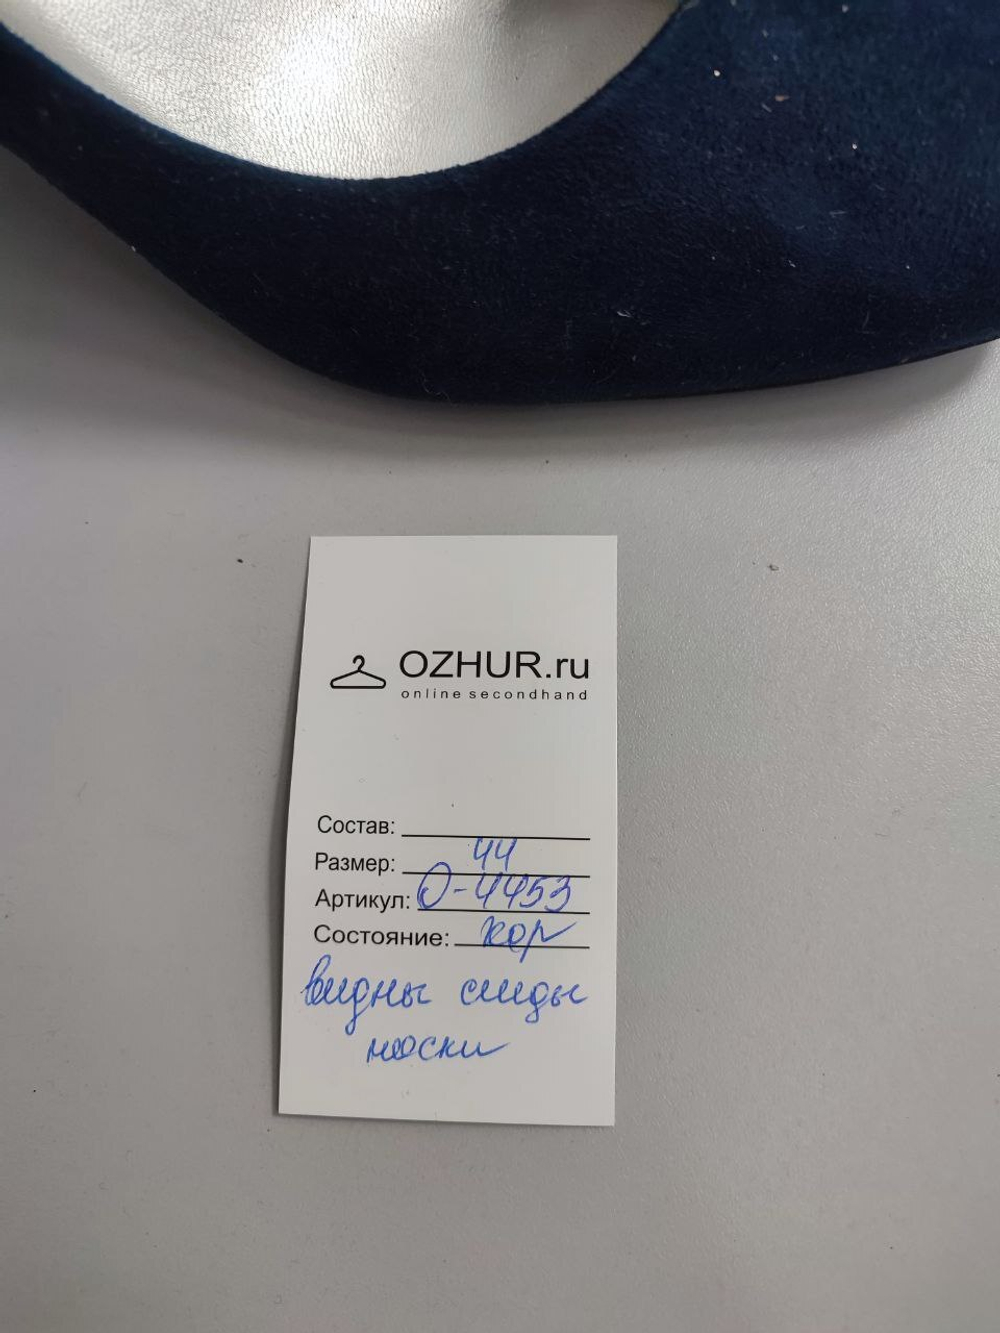 OZHUR.ru
online secondhand
Состав:
Размер: 44
Артикул: О-4453
Состояние: хор
видны следы
носки